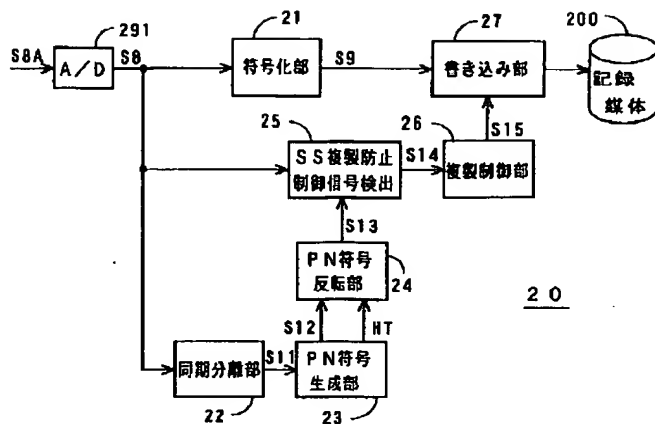 291
21
27
200
S8A
A/D
S8
符号化部
S9
書き込み部
記録
媒体
25
26
S15
SS複製防止
制御信号検出
S14
複製制御部
S13
PN符号
反転部
24
20
S12
HT
同期分離部
S11
PN符号
生成部
22
23